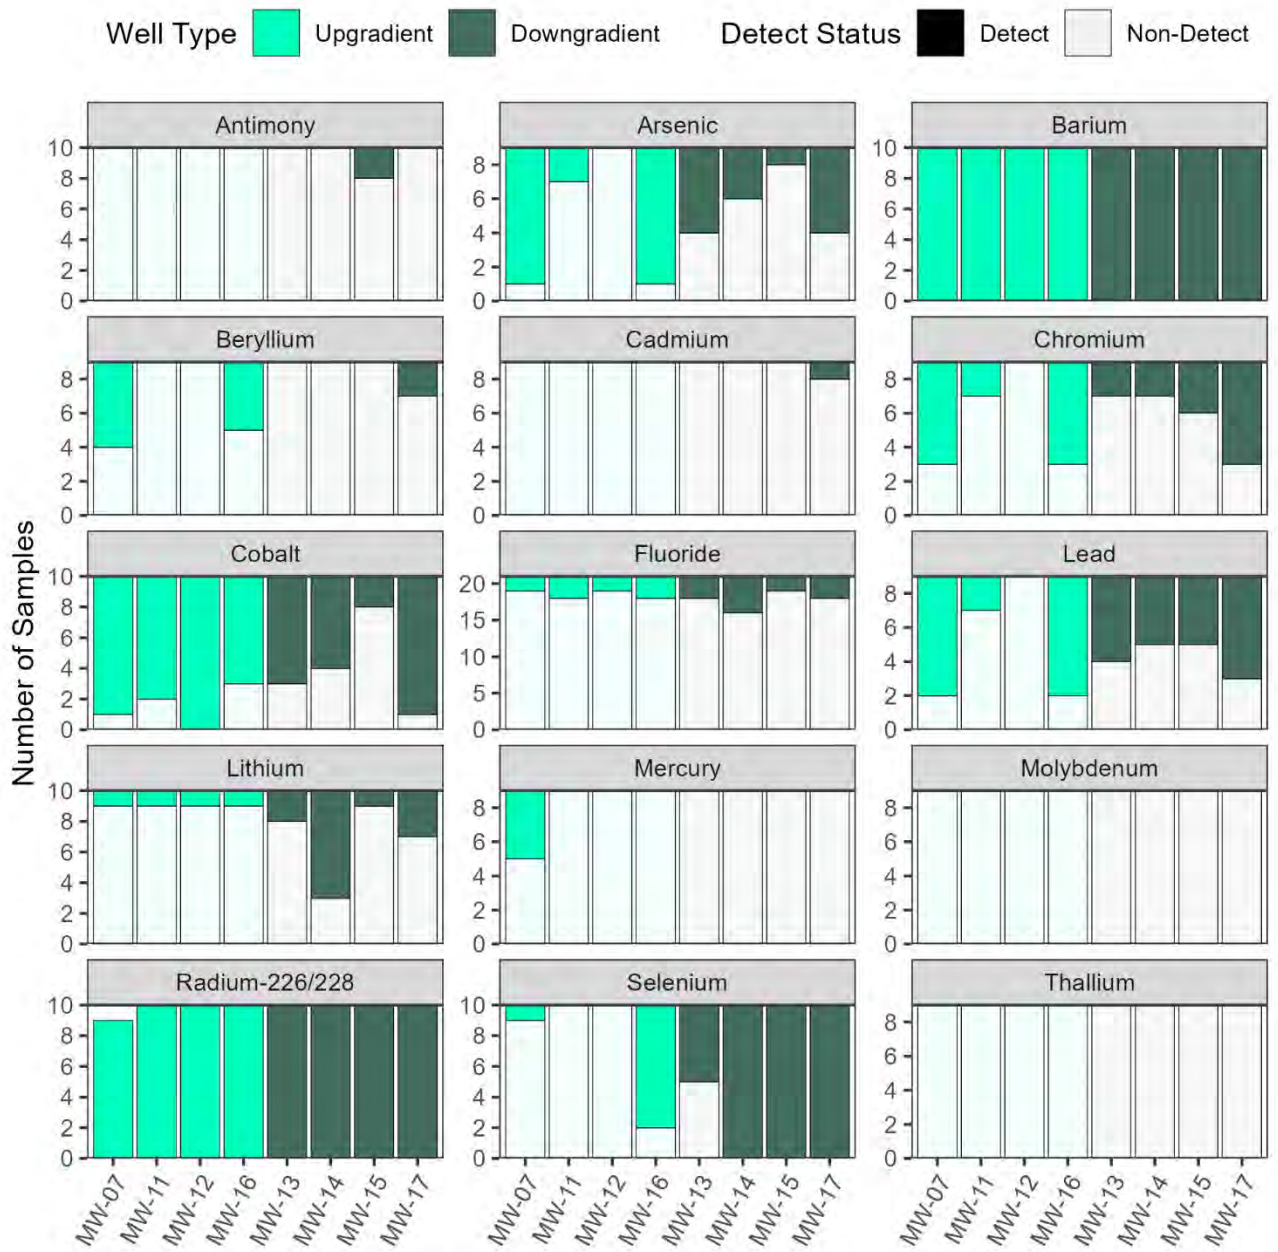 Well Type Upgradient Downgradient Detect Status Detect Non-Detect
Antimony Arsenic Barium
10 8 6 4 2 0
8 6 4 2 0
10 8 6 4 2 0
Beryllium Cadmium Chromium
8 6 4 2 0
8 6 4 2 0
8 6 4 2 0
Number of Samples
Cobalt Fluoride Lead
10 8 6 4 2 0
20 15 10 5 0
8 6 4 2 0
Lithium Mercury Molybdenum
10 8 6 4 2 0
8 6 4 2 0
8 6 4 2 0
Radium-226/228 Selenium Thallium
10 8 6 4 2 0
10 8 6 4 2 0
8 6 4 2 0
MW-07 MW-11 MW-12 MW-16 MW-13 MW-14 MW-15 MW-17
MW-07 MW-11 MW-12 MW-16 MW-13 MW-14 MW-15 MW-17
MW-07 MW-11 MW-12 MW-16 MW-13 MW-14 MW-15 MW-17